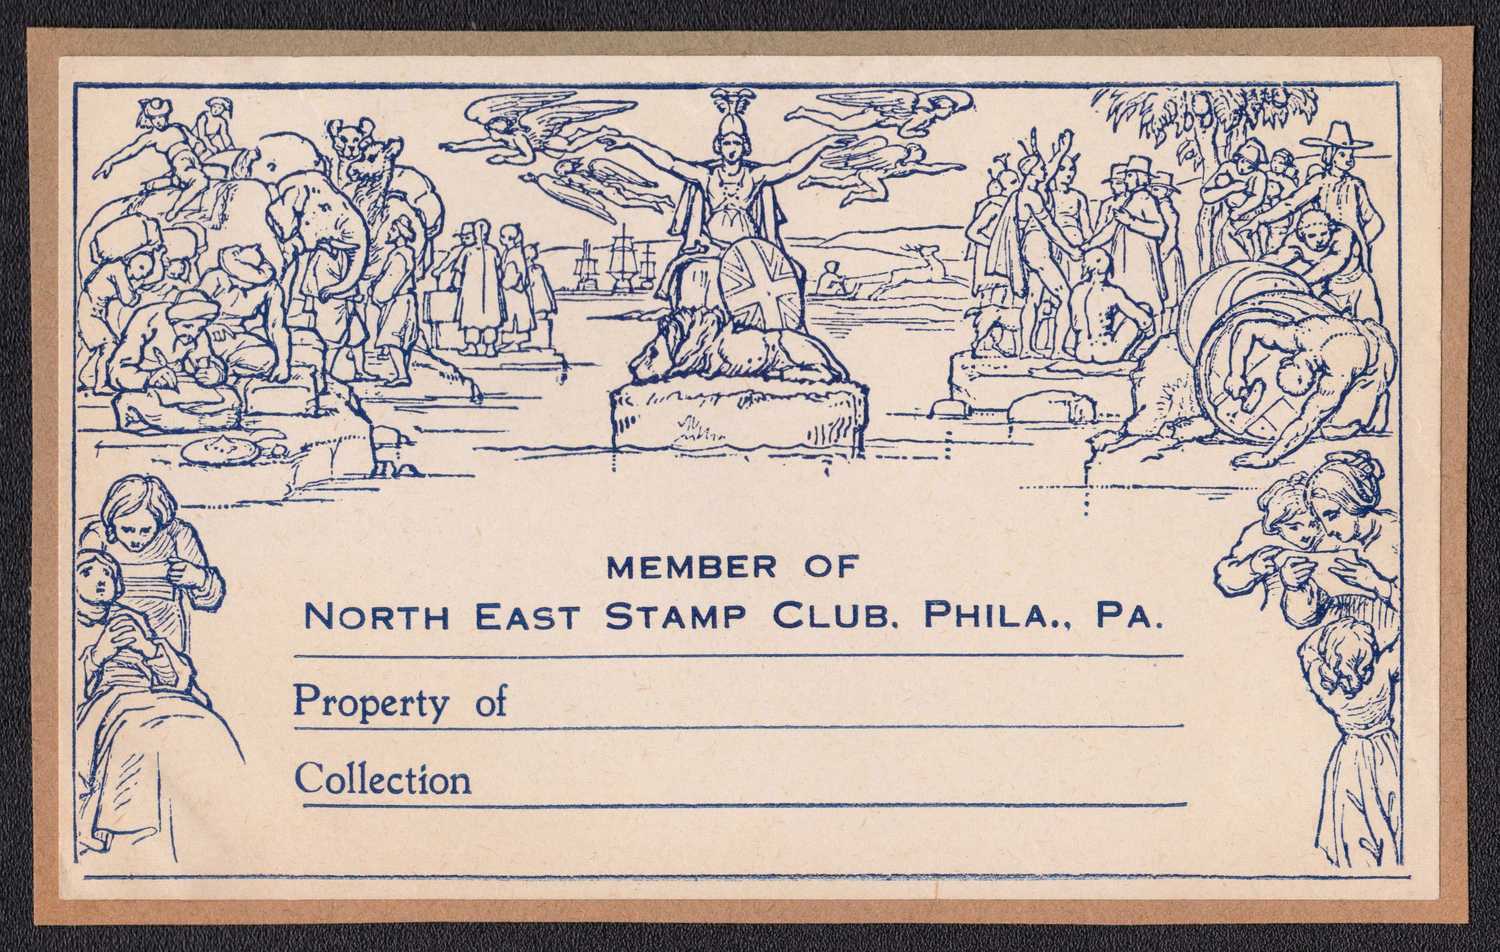 MEMBER OF
NORTH EAST STAMP CLUB. PHILA., PA.
Property of
Collection